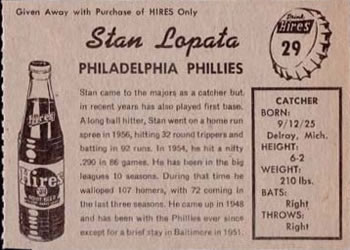 Given Away with Purchase of HIRES Only
Drink
Hires
29
Stan Lopata
PHILADELPHIA PHILLIES
Stan came to the majors as a catcher but,
in recent years has also played first base.
A long ball hitter, Stan went on a home run
spree in 1956, hitting 32 round trippers and
batting in 92 runs. In 1954, he hit a nifty
.290 in 86 games. He has been in the big
leagues 10 seasons. During that time he
walloped 107 homers, with 72 coming in
the last three seasons. He came up in 1948
and has been with the Phillies ever since
except for a brief stay in Baltimore in 1951.
CATCHER
BORN:
9/12/25
Delroy, Mich.
HEIGHT:
6-2
WEIGHT:
210 lbs.
BATS:
Right
THROWS:
Right
Hires
Hires
ROOT BEER